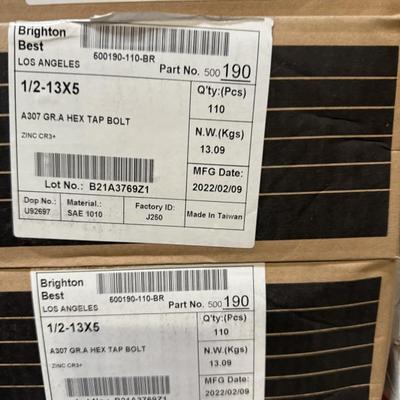 Brighton
Best
LOS ANGELES
600190-110-BR
Part No. 500 190
1/2-13X5
Q'ty:(Pcs)
110
A307 GR.A HEX TAP BOLT
ZINC CR3+
N.W.(Kgs)
13.09
MFG Date:
2022/02/09
Lot No.: B21A3769Z1
Dop No.:
U92697
Material.:
SAE 1010
Factory ID:
J250
Made In Taiwan
Brighton
Best
LOS ANGELES
600190-110-BR
Part No. 500 190
1/2-13X5
Q'ty:(Pcs)
110
A307 GR.A HEX TAP BOLT
ZINC CR3+
N.W.(Kgs)
13.09
MFG Date:
2022/02/09
Lot No.: B21A3769Z1